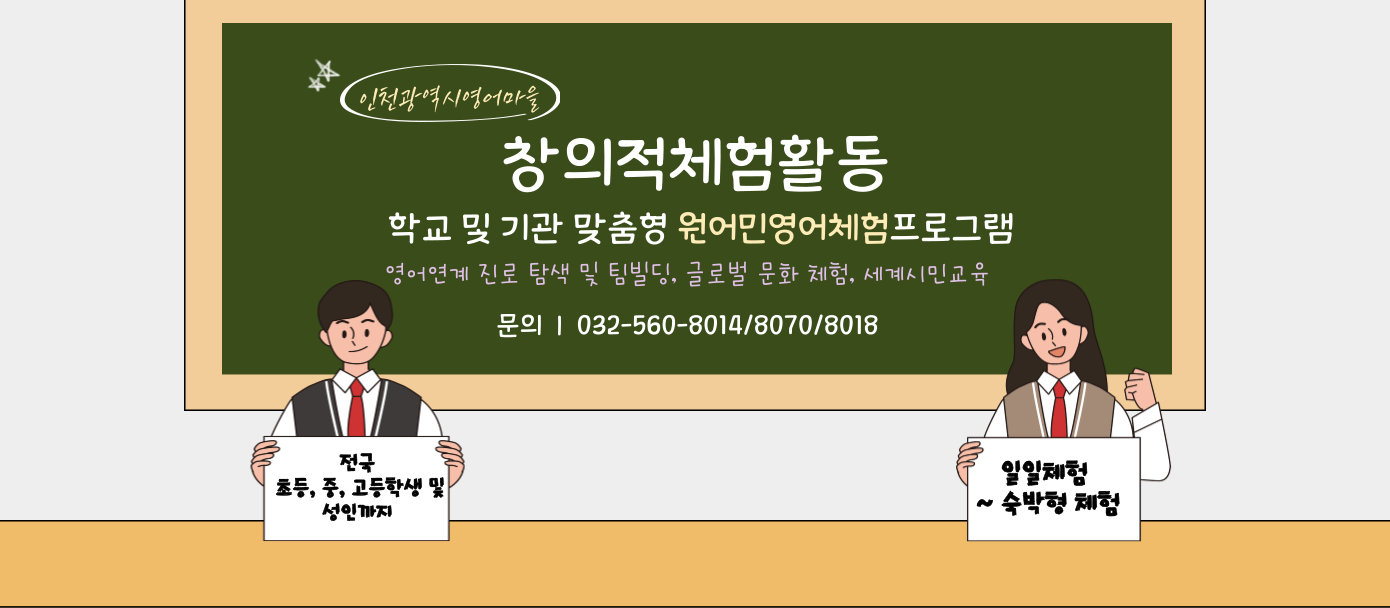 인천광역시영어마을
창의적체험활동
학교 및 기관 맞춤형 원어민영어체험프로그램
영어연계 진로 탐색 및 팀빌딩, 글로벌 문화 체험, 세계시민교육
문의 | 032-560-8014/8070/8018
전국
초등, 중, 고등학생 및
성인까지
일일체험
~ 숙박형 체험